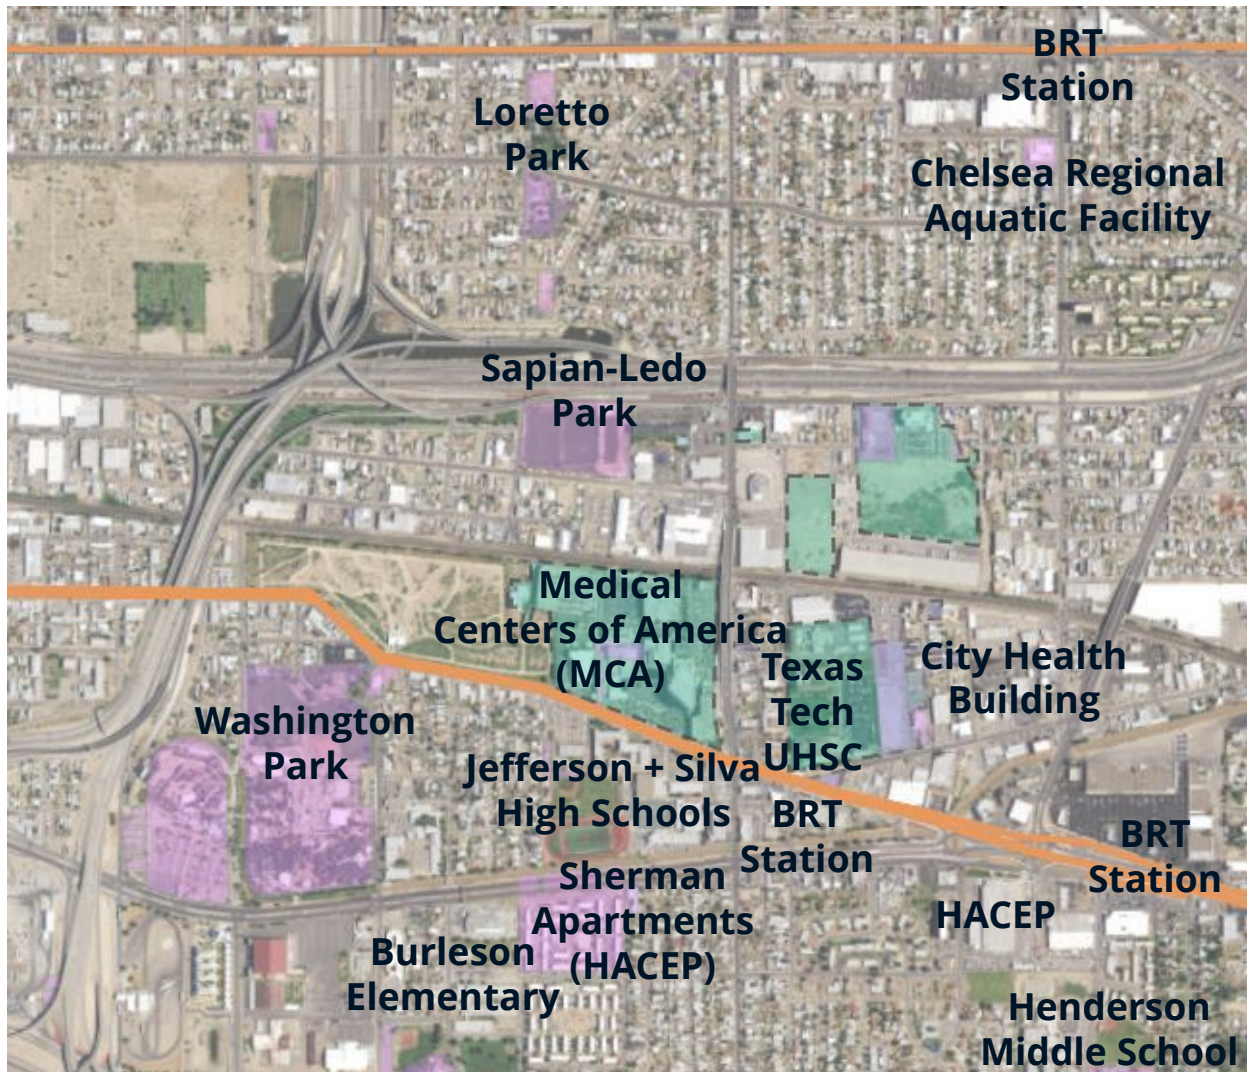 BRT
Station
Loretto
Park
Chelsea Regional
Aquatic Facility
Sapian-Ledo
Park
Medical
Centers of America
(MCA)
Texas
Tech
UHSC
City Health
Building
Washington
Park
Jefferson + Silva
High Schools
BRT
Station
BRT
Station
Sherman
Apartments
(HACEP)
HACEP
Burleson
Elementary
Henderson
Middle School